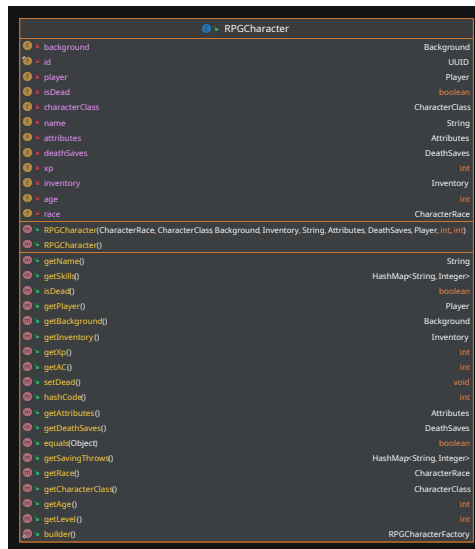 RPGCharacter
background Background
id UUID
player Player
isDead boolean
characterClass CharacterClass
name String
attributes Attributes
deathSaves DeathSaves
xp int
inventory Inventory
age int
race CharacterRace
RPGCharacter(CharacterRace, CharacterClass Background, Inventory, String, Attributes, DeathSaves, Player, int, int)
RPGCharacter()
getName() String
getSkills() HashMap<String, Integer>
isDead() boolean
getPlayer() Player
getBackground() Background
getInventory() Inventory
getXp() int
getAC() int
setDead() void
hashCode() int
getAttributes() Attributes
getDeathSaves() DeathSaves
equals(Object) boolean
getSavingThrows() HashMap<String, Integer>
getRace() CharacterRace
getCharacterClass() CharacterClass
getAge() int
getLevel() int
builder() RPGCharacterFactory